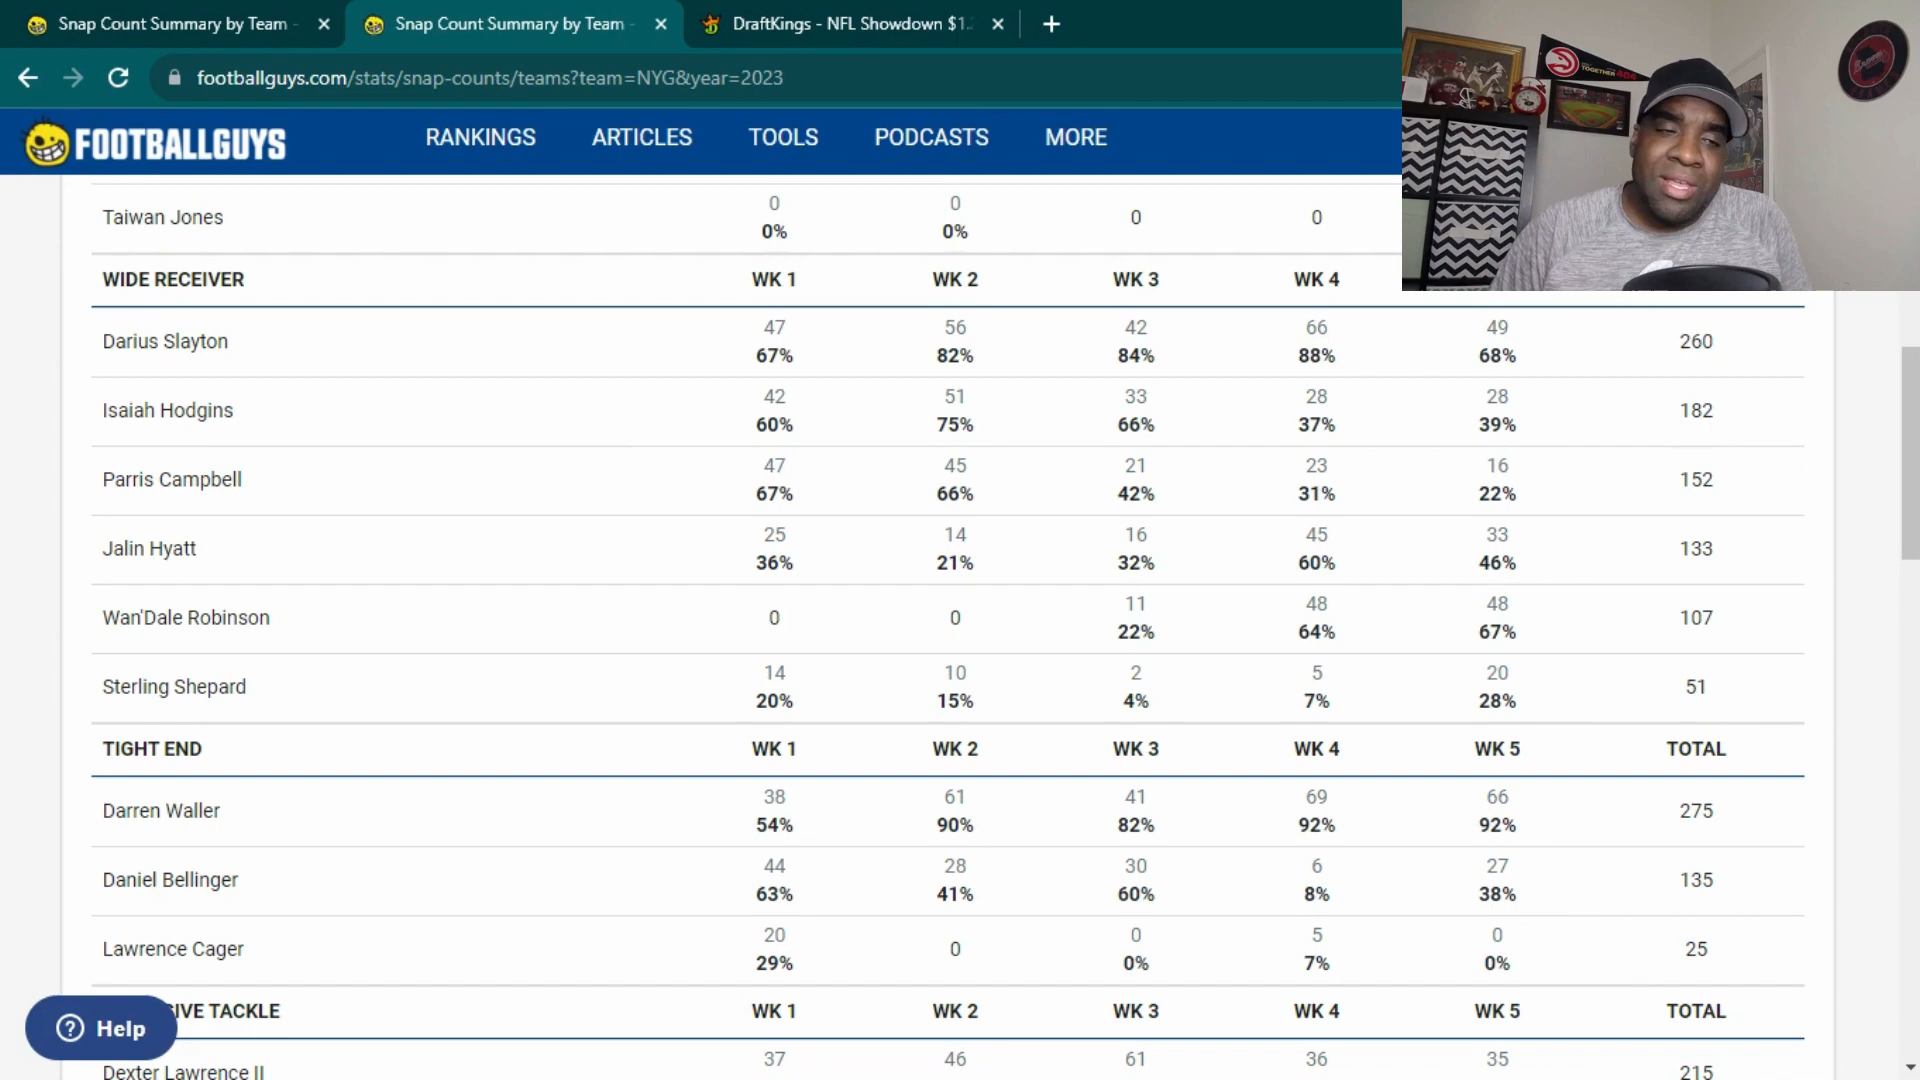 Snap Count Summary by Team -
Snap Count Summary by Team -
DraftKings - NFL Showdown $1.
footballguys.com/stats/snap-counts/teams?team=NYG&year=2023
FOOTBALLGUYS RANKINGS ARTICLES TOOLS PODCASTS MORE
TOGETHER 404
Taiwan Jones 0 0 0 0
0% 0%
WIDE RECEIVER WK 1 WK 2 WK 3 WK 4
Darius Slayton 47 56 42 66 49 260
67% 82% 84% 88% 68%
Isaiah Hodgins 42 51 33 28 28 182
60% 75% 66% 37% 39%
Parris Campbell 47 45 21 23 16 152
67% 66% 42% 31% 22%
Jalin Hyatt 25 14 16 45 33 133
36% 21% 32% 60% 46%
Wan'Dale Robinson 0 0 11 48 48 107
22% 64% 67%
Sterling Shepard 14 10 2 5 20 51
20% 15% 4% 7% 28%
TIGHT END WK 1 WK 2 WK 3 WK 4 WK 5 TOTAL
Darren Waller 38 61 41 69 66 275
54% 90% 82% 92% 92%
Daniel Bellinger 44 28 30 6 27 135
63% 41% 60% 8% 38%
Lawrence Cager 20 0 0 5 0 25
29% 0% 7% 0%
IVE TACKLE WK 1 WK 2 WK 3 WK 4 WK 5 TOTAL
Help
Dexter Lawrence II 37 46 61 36 35 215